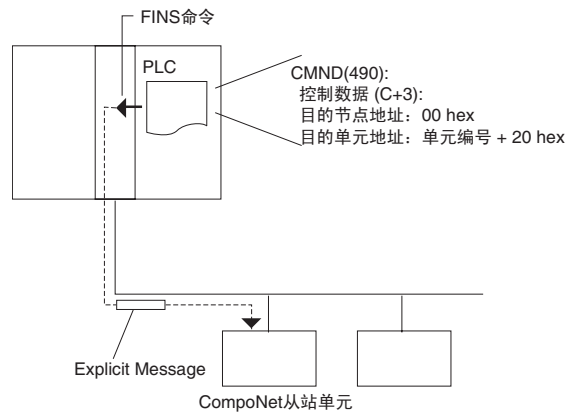 FINS命令
PLC
CMND(490):
控制数据 (C+3):
目的节点地址：00 hex
目的单元地址：单元编号 + 20 hex
Explicit Message
CompoNet从站单元